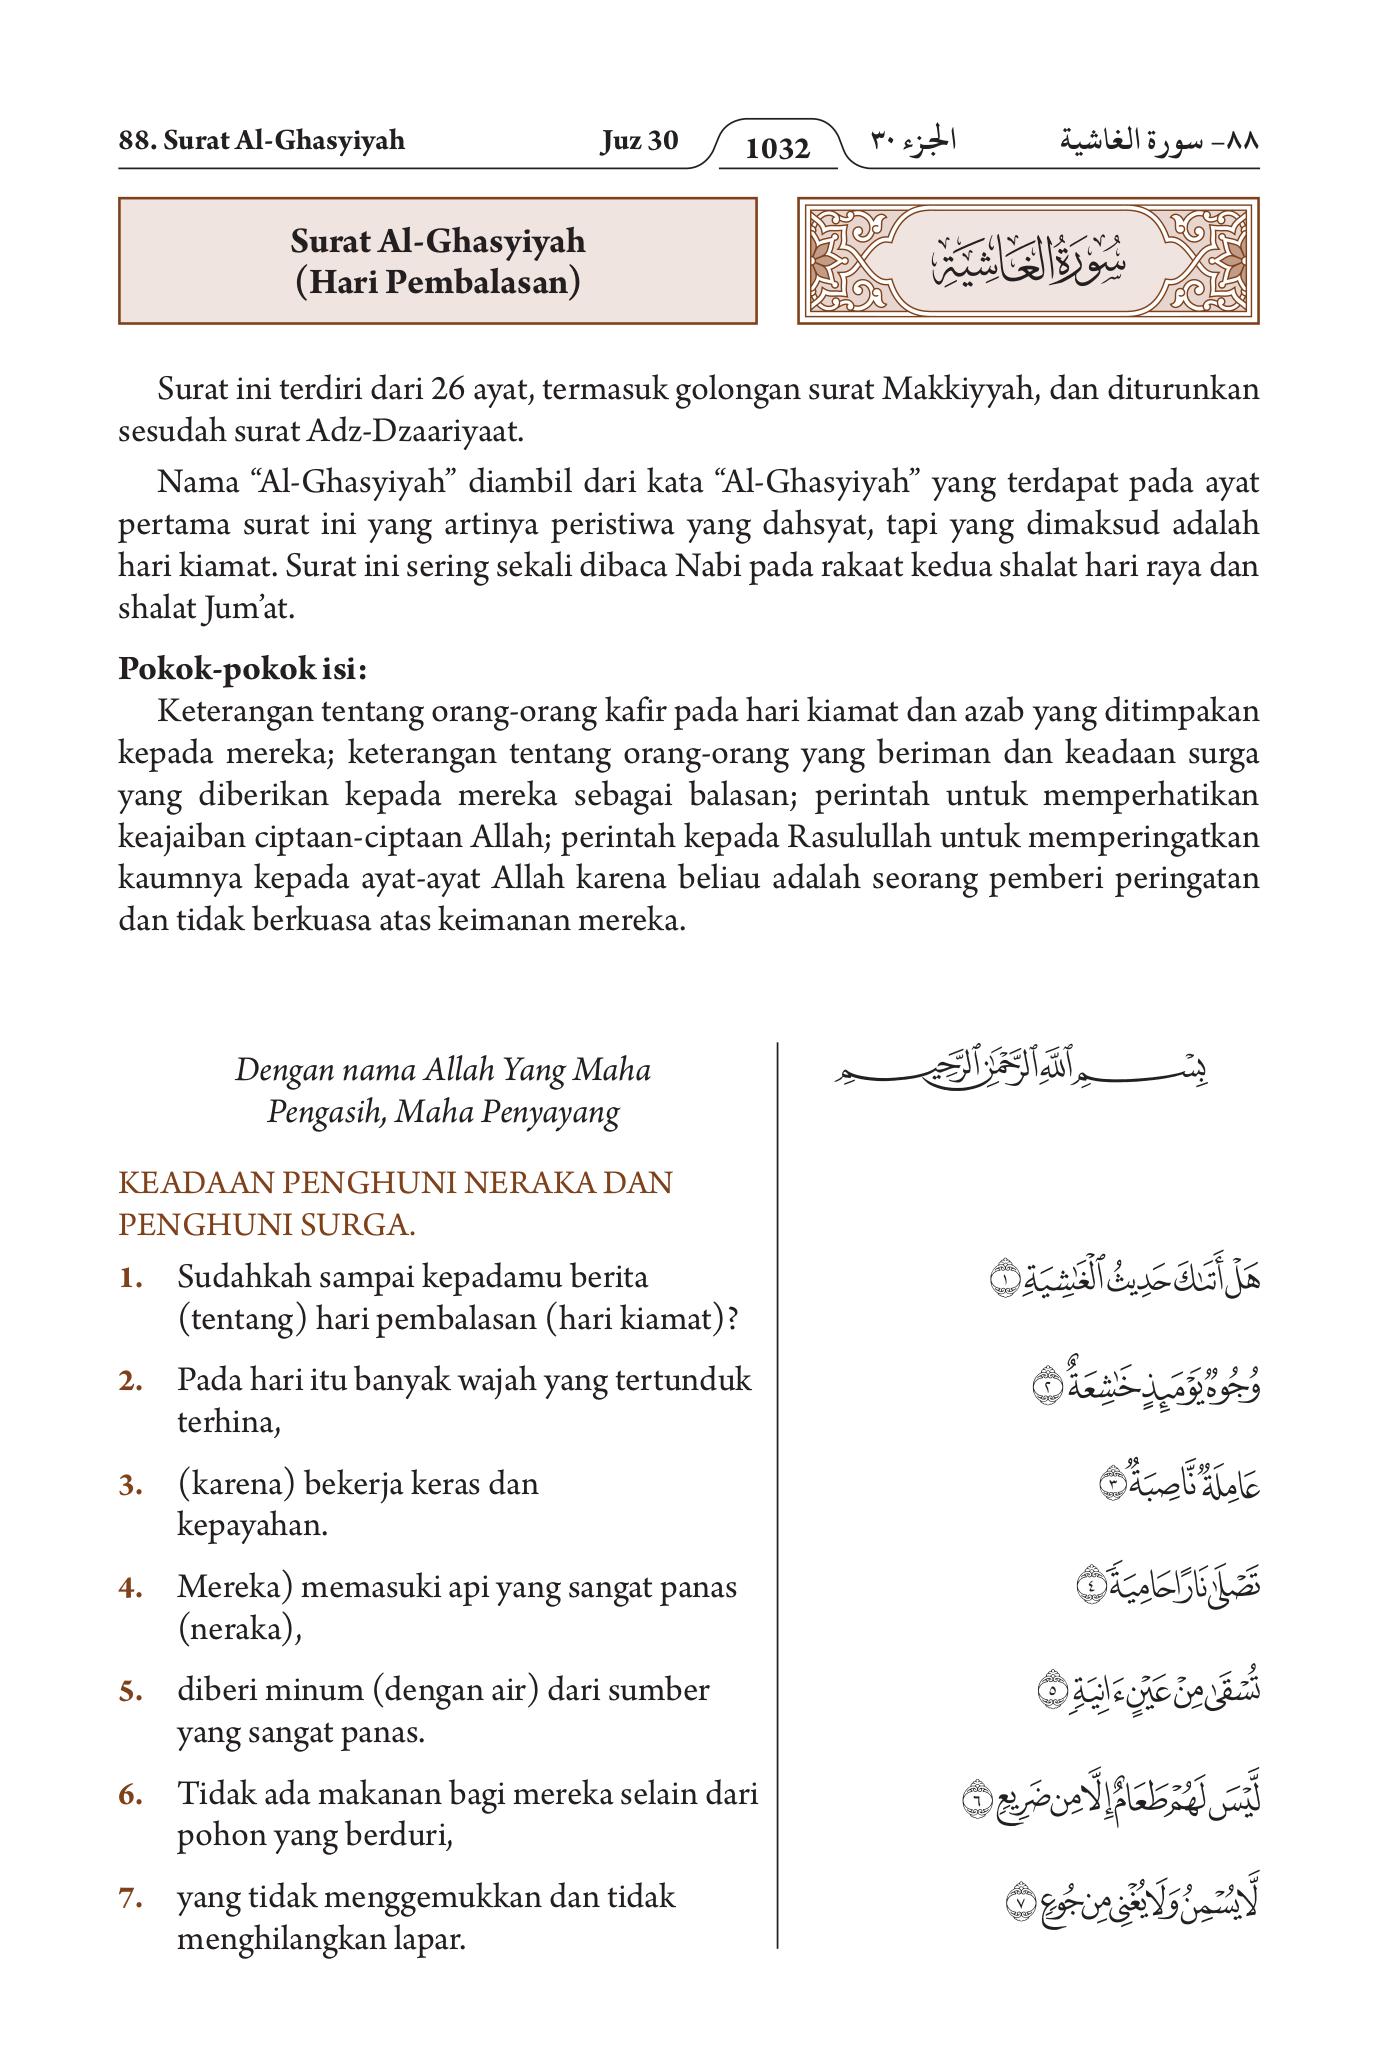 88. Surat Al-Ghasyiyah Juz 30 1032 الجزء ٣٠ ٨٨- سورة الغاشية
Surat Al-Ghasyiyah
(Hari Pembalasan)
سُورَةُ الغَاشِيَةِ
Surat ini terdiri dari 26 ayat, termasuk golongan surat Makkiyyah, dan diturunkan
sesudah surat Adz-Dzaariyaat.
Nama “Al-Ghasyiyah” diambil dari kata “Al-Ghasyiyah” yang terdapat pada ayat
pertama surat ini yang artinya peristiwa yang dahsyat, tapi yang dimaksud adalah
hari kiamat. Surat ini sering sekali dibaca Nabi pada rakaat kedua shalat hari raya dan
shalat Jum’at.
Pokok-pokok isi:
Keterangan tentang orang-orang kafir pada hari kiamat dan azab yang ditimpakan
kepada mereka; keterangan tentang orang-orang yang beriman dan keadaan surga
yang diberikan kepada mereka sebagai balasan; perintah untuk memperhatikan
keajaiban ciptaan-ciptaan Allah; perintah kepada Rasulullah untuk memperingatkan
kaumnya kepada ayat-ayat Allah karena beliau adalah seorang pemberi peringatan
dan tidak berkuasa atas keimanan mereka.
Dengan nama Allah Yang Maha
Pengasih, Maha Penyayang
بِسْمِ ٱللَّهِ ٱلرَّحْمَٰنِ ٱلرَّحِيمِ
KEADAAN PENGHUNI NERAKA DAN
PENGHUNI SURGA.
1. Sudahkah sampai kepadamu berita
(tentang) hari pembalasan (hari kiamat)?
هَلْ أَتَىٰكَ حَدِيثُ ٱلْغَٰشِيَةِ ١
2. Pada hari itu banyak wajah yang tertunduk
terhina,
وُجُوهٌ يَوْمَئِذٍ خَٰشِعَةٌ ٢
3. (karena) bekerja keras dan
kepayahan.
عَامِلَةٌ نَّاصِبَةٌ ٣
4. Mereka) memasuki api yang sangat panas
(neraka),
تَصْلَىٰ نَارًا حَامِيَةً ٤
5. diberi minum (dengan air) dari sumber
yang sangat panas.
تُسْقَىٰ مِنْ عَيْنٍ ءَانِيَةٍ ٥
6. Tidak ada makanan bagi mereka selain dari
pohon yang berduri,
لَّيْسَ لَهُمْ طَعَامٌ إِلَّا مِن ضَرِيعٍ ٦
7. yang tidak menggemukkan dan tidak
menghilangkan lapar.
لَّا يُسْمِنُ وَلَا يُغْنِى مِن جُوعٍ ٧